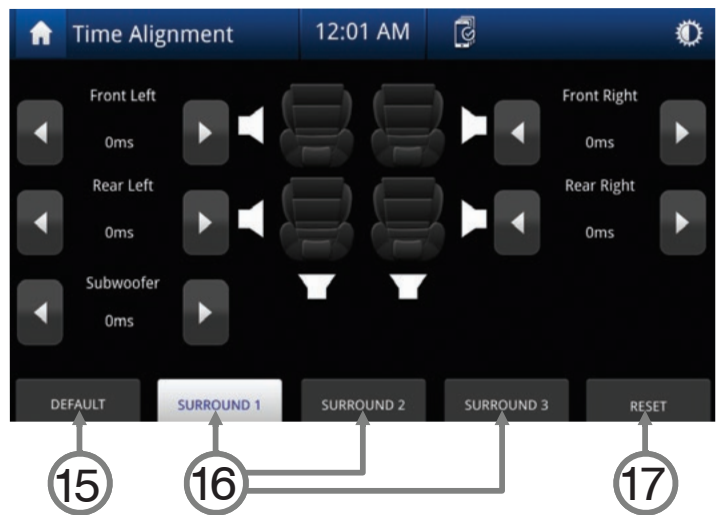 Time Alignment 12:01 AM
Front Left Front Right
0ms 0ms
Rear Left Rear Right
0ms 0ms
Subwoofer
0ms
DEFAULT SURROUND 1 SURROUND 2 SURROUND 3 RESET
15 16 17